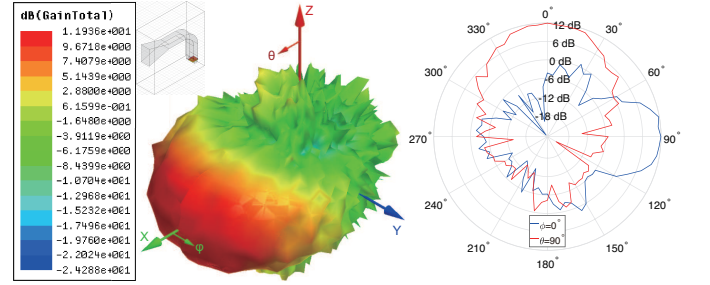 dB(GainTotal)
1.1936e+001
9.6718e+000
7.4079e+000
5.1439e+000
2.8800e+000
6.1599e-001
-1.6480e+000
-3.9119e+000
-6.1759e+000
-8.4399e+000
-1.0704e+001
-1.2968e+001
-1.5232e+001
-1.7496e+001
-1.9760e+001
-2.2024e+001
-2.4288e+001
Z
θ
X
φ
Y
0°
30°
60°
90°
120°
150°
180°
210°
240°
270°
300°
330°
12 dB
6 dB
0 dB
-6 dB
-12 dB
-18 dB
ϕ=0°
θ=90°